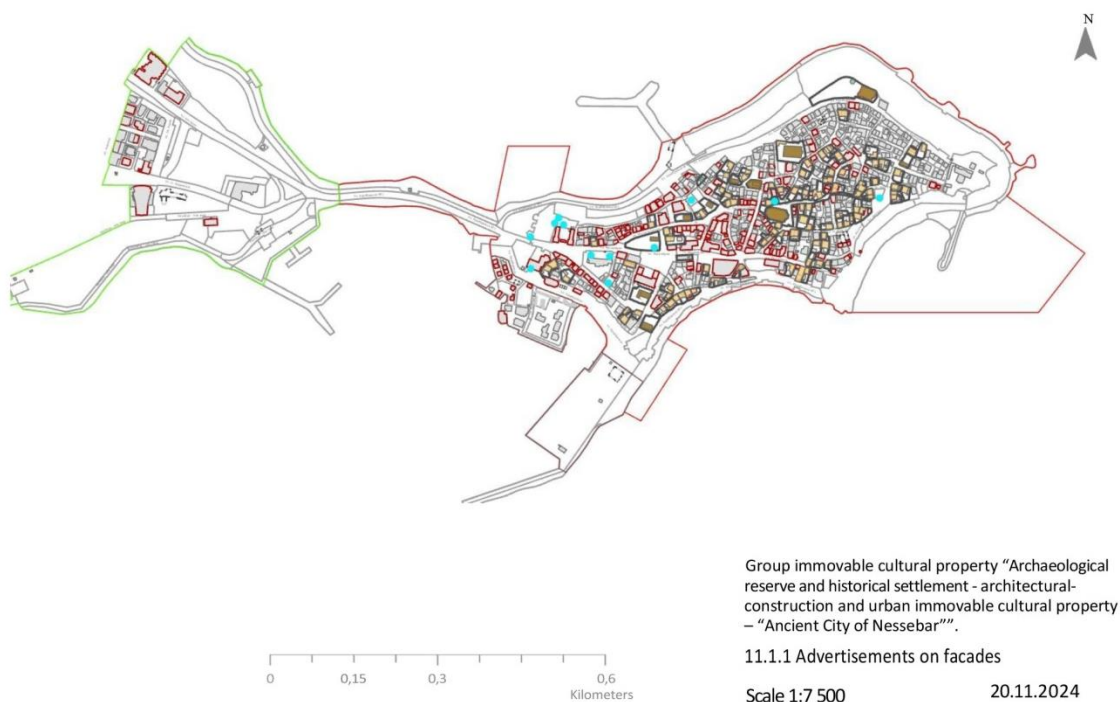 N
0
0,15
0,3
0,6
Kilometers
Group immovable cultural property “Archaeological
reserve and historical settlement - architectural-
construction and urban immovable cultural property
– “Ancient City of Nessebar””.
11.1.1 Advertisements on facades
Scale 1:7 500
20.11.2024